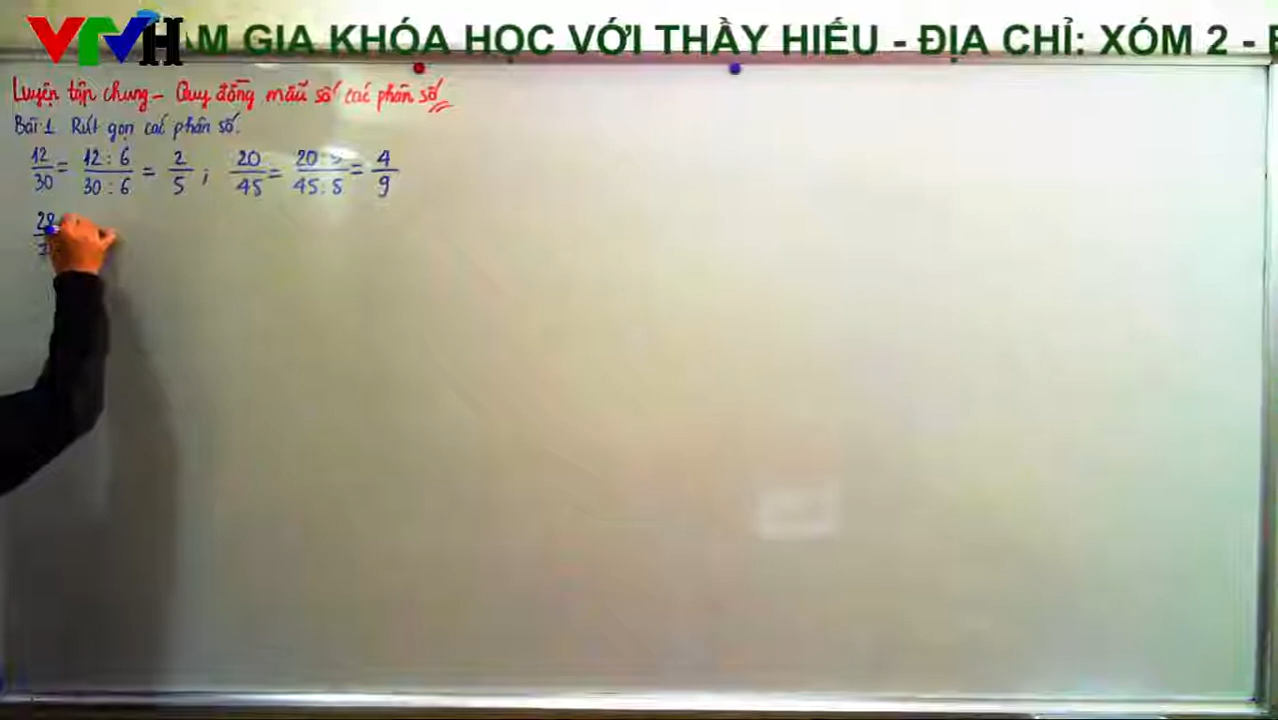 VTVH
AM GIA KHÓA HỌC VỚI THẦY HIẾU - ĐỊA CHỈ: XÓM 2 -
Luyện tập chung - Quy đồng mẫu số các phân số
Bài 1 Rút gọn các phân số.
12/30 = 12 : 6/30 : 6 = 2/5 ; 20/45 = 20 : 5/45 : 5 = 4/9
28